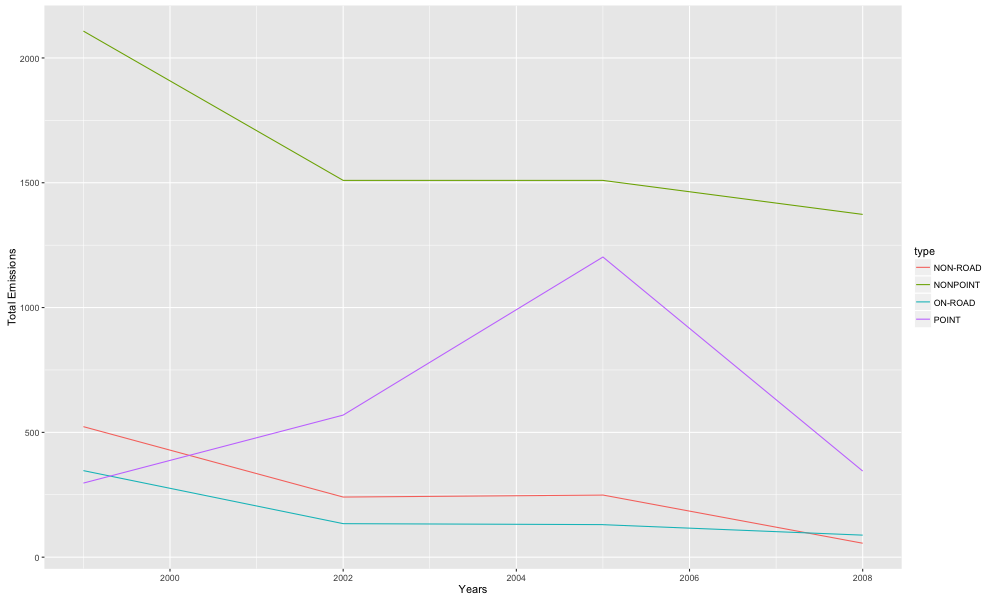 Total Emissions
2000
1500
1000
500
0
2000
2002
2004
2006
2008
Years
type
NON-ROAD
NONPOINT
ON-ROAD
POINT